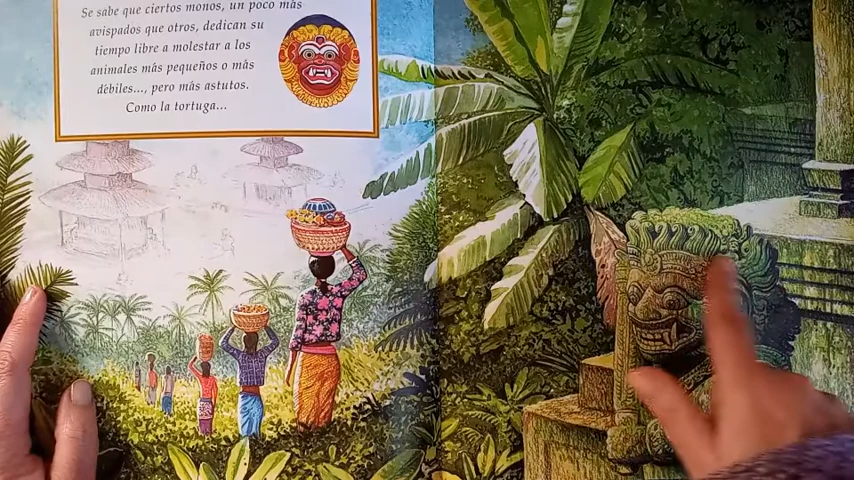 Se sabe que ciertos monos, un poco más
avispados que otros, dedican su
tiempo libre a molestar a los
animales más pequeños o más
débiles..., pero más astutos.
Como la tortuga...